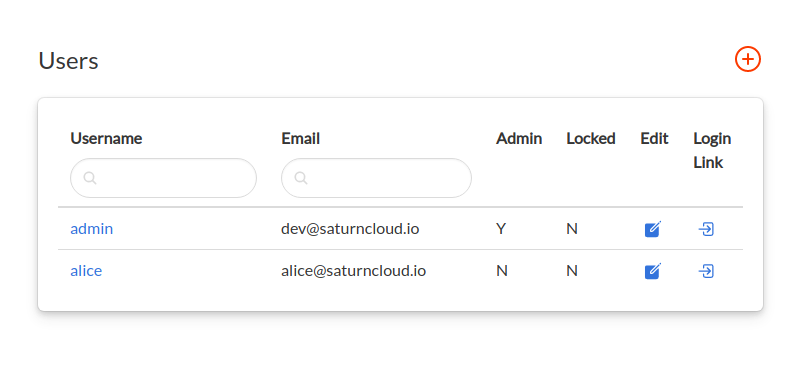 Users
Username Email Admin Locked Edit Login Link
admin dev@saturncloud.io Y N
alice alice@saturncloud.io N N